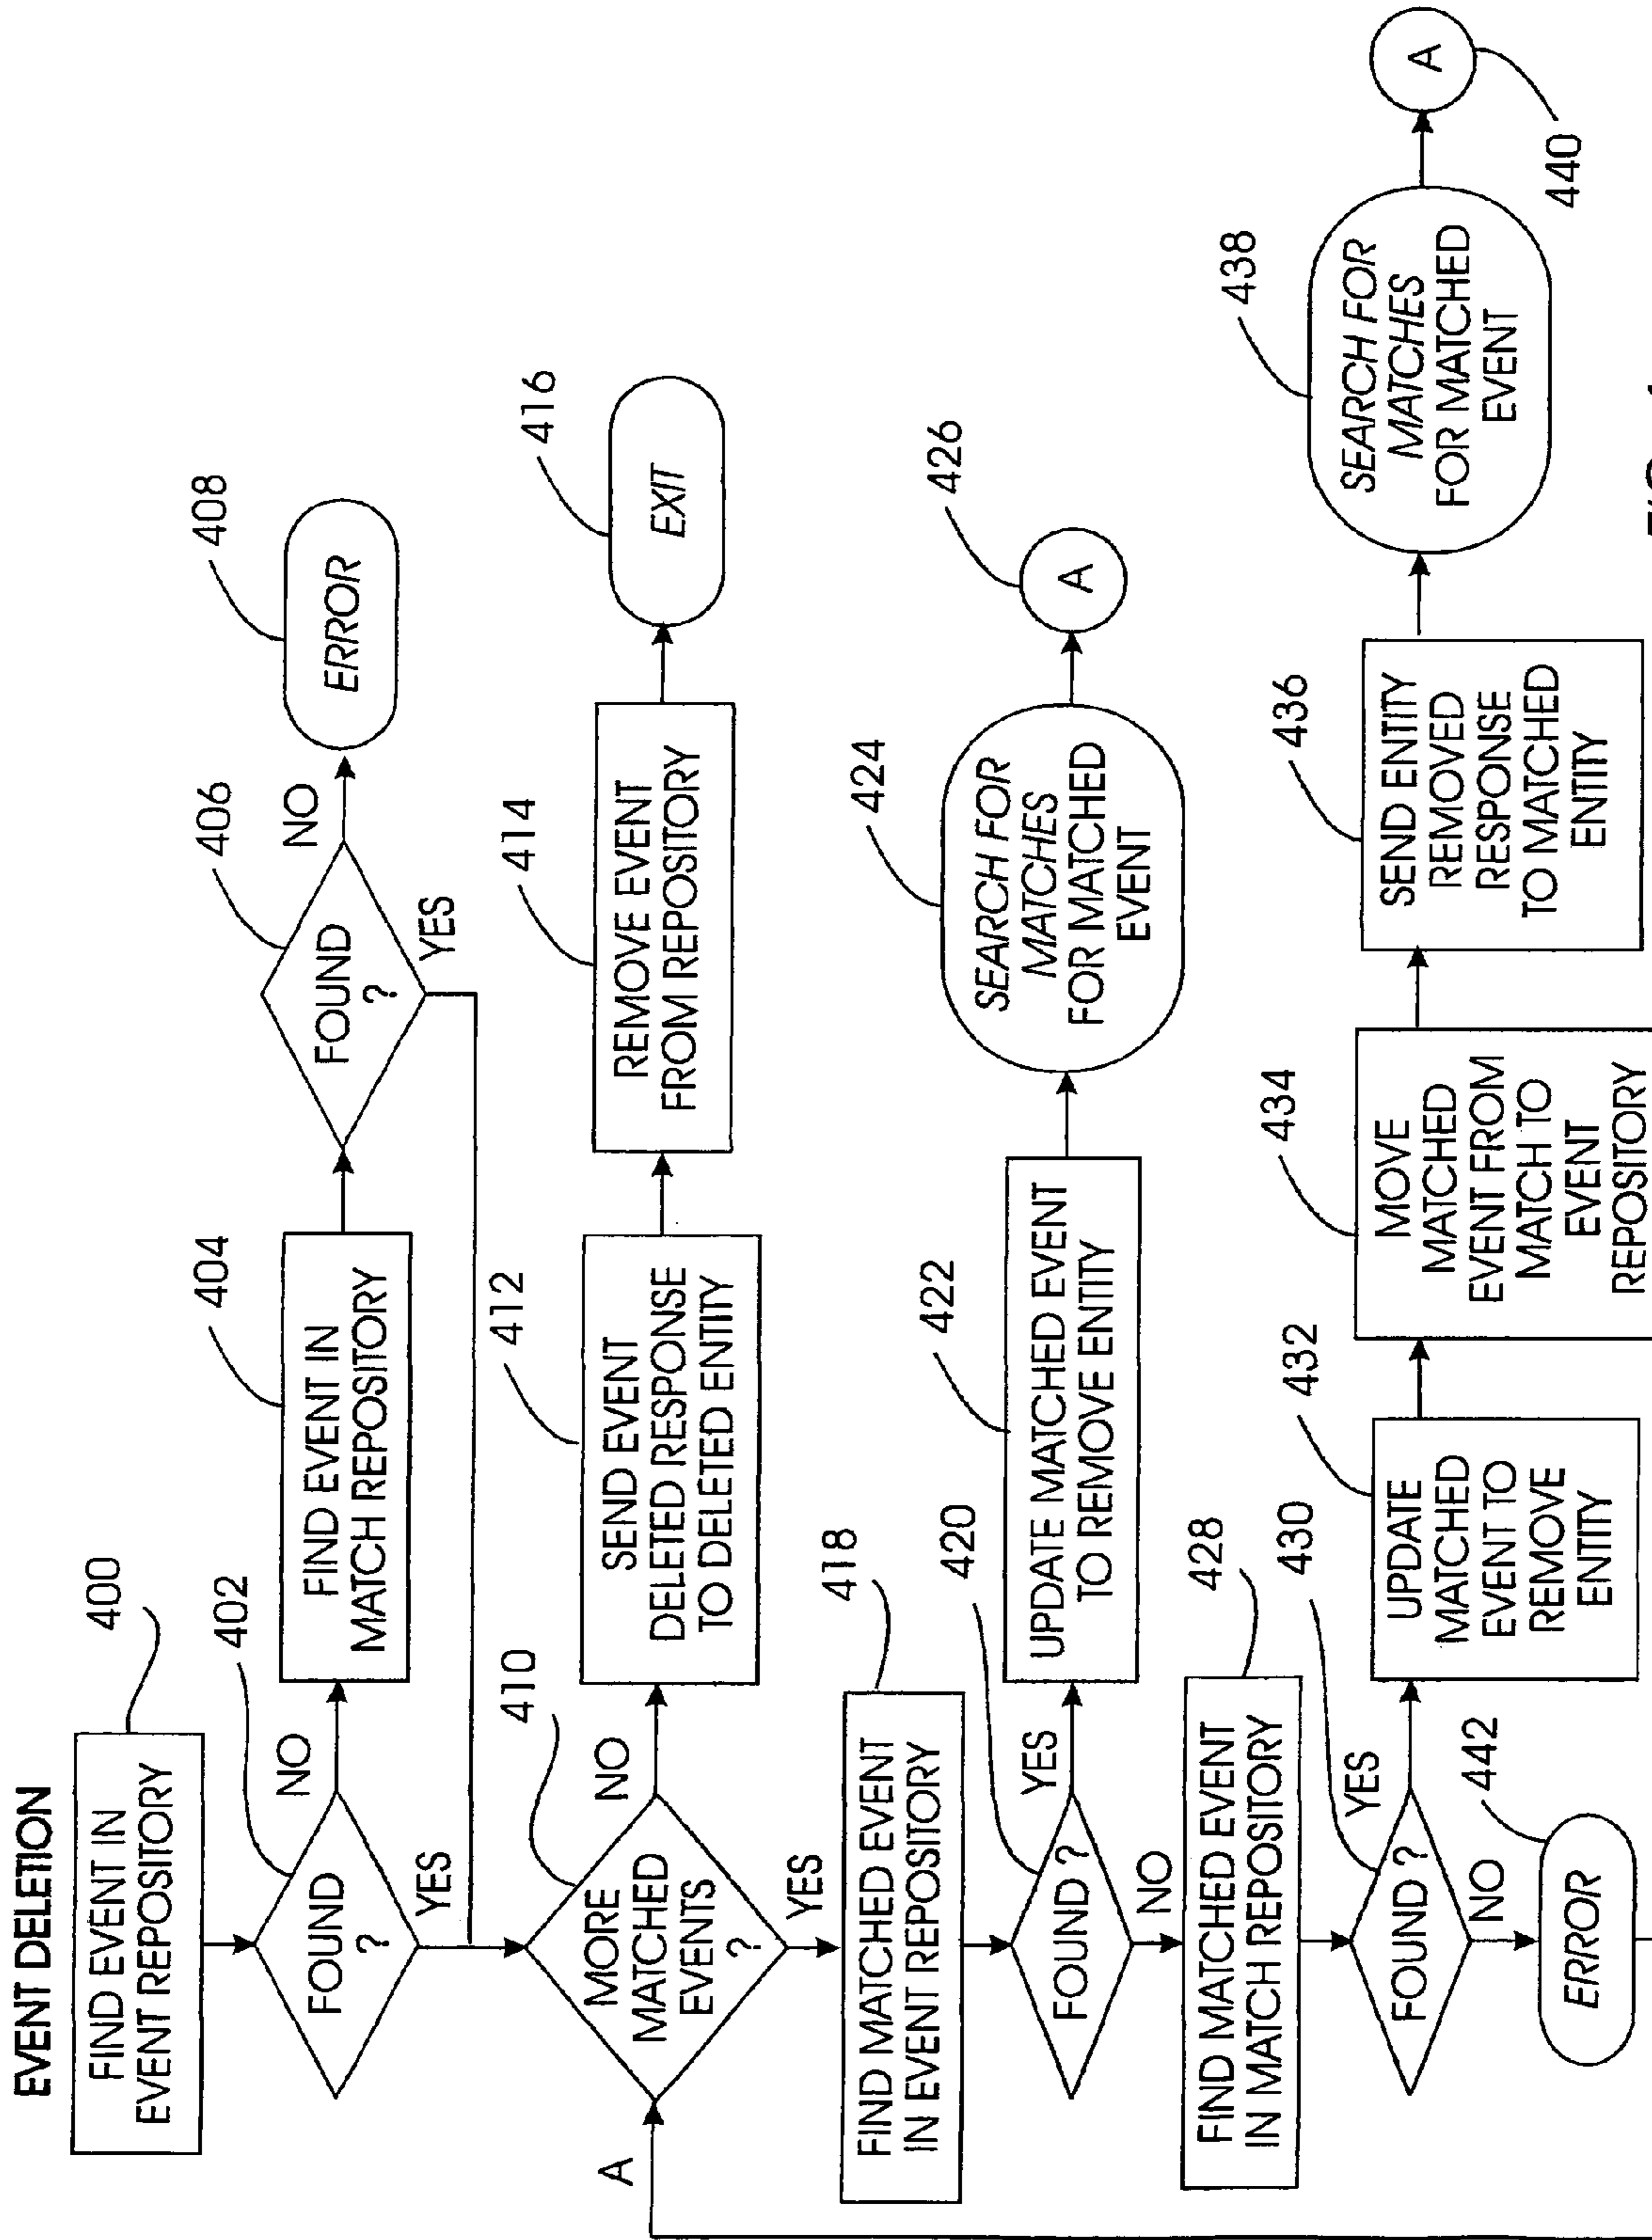 EVENT DELETION
400
FIND EVENT IN
EVENT REPOSITORY
402
FOUND
?
NO
YES
404
FIND EVENT IN
MATCH REPOSITORY
406
FOUND
?
NO
YES
408
ERROR
A
410
MORE
MATCHED
EVENTS
?
NO
YES
412
SEND EVENT
DELETED RESPONSE
TO DELETED ENTITY
414
REMOVE EVENT
FROM REPOSITORY
416
EXIT
418
FIND MATCHED EVENT
IN EVENT REPOSITORY
420
FOUND ?
YES
NO
422
UPDATE MATCHED EVENT
TO REMOVE ENTITY
424
SEARCH FOR
MATCHES
FOR MATCHED
EVENT
426
A
428
FIND MATCHED EVENT
IN MATCH REPOSITORY
430
FOUND ?
YES
NO
432
UPDATE
MATCHED
EVENT TO
REMOVE
ENTITY
434
MOVE
MATCHED
EVENT FROM
MATCH TO
EVENT
REPOSITORY
436
SEND ENTITY
REMOVED
RESPONSE
TO MATCHED
ENTITY
438
SEARCH FOR
MATCHES
FOR MATCHED
EVENT
440
A
442
ERROR